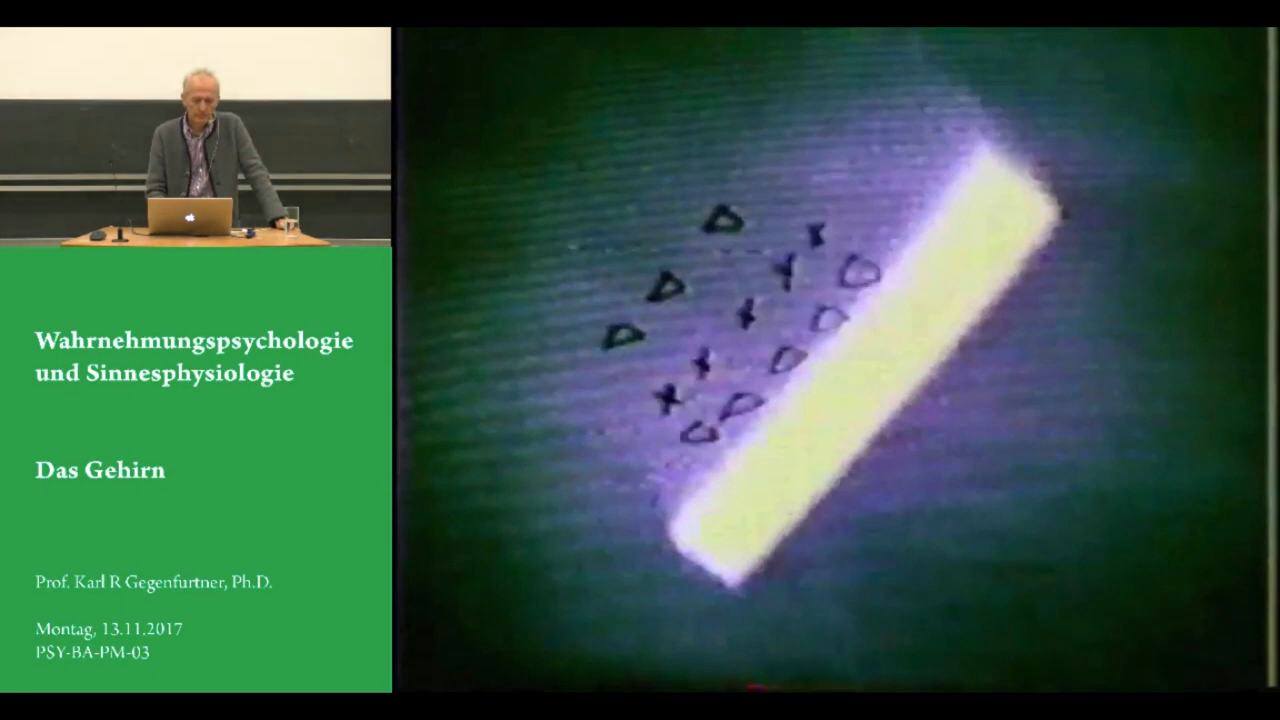 Wahrnehmungspsychologie
und Sinnesphysiologie
Das Gehirn
Prof. Karl R Gegenfurtner, Ph.D.
Montag, 13.11.2017
PSY-BA-PM-03